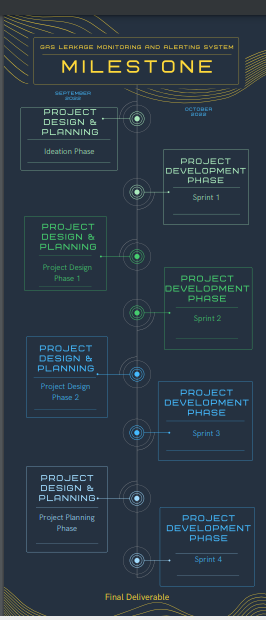 GAS LEAKAGE MONITORING AND ALERTING SYSTEM
MILESTONE
SEPTEMBER
2022
OCTOBER
2022
PROJECT
DESIGN &
PLANNING
Ideation Phase
PROJECT
DEVELOPMENT
PHASE
Sprint 1
PROJECT
DESIGN &
PLANNING
Project Design
Phase 1
PROJECT
DEVELOPMENT
PHASE
Sprint 2
PROJECT
DESIGN &
PLANNING
Project Design
Phase 2
PROJECT
DEVELOPMENT
PHASE
Sprint 3
PROJECT
DESIGN &
PLANNING
Project Planning
Phase
PROJECT
DEVELOPMENT
PHASE
Sprint 4
Final Deliverable